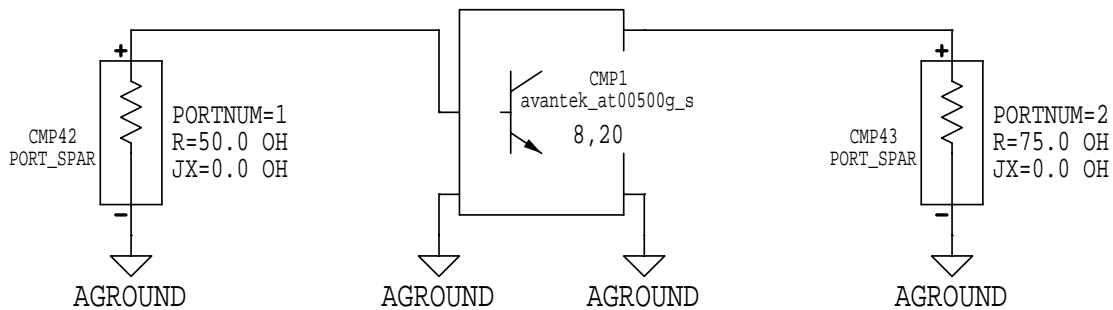 +
CMP42
PORT_SPAR
PORTNUM=1
R=50.0 OH
JX=0.0 OH
−
AGROUND
CMP1
avantek_at00500g_s
8,20
AGROUND
AGROUND
+
CMP43
PORT_SPAR
PORTNUM=2
R=75.0 OH
JX=0.0 OH
−
AGROUND